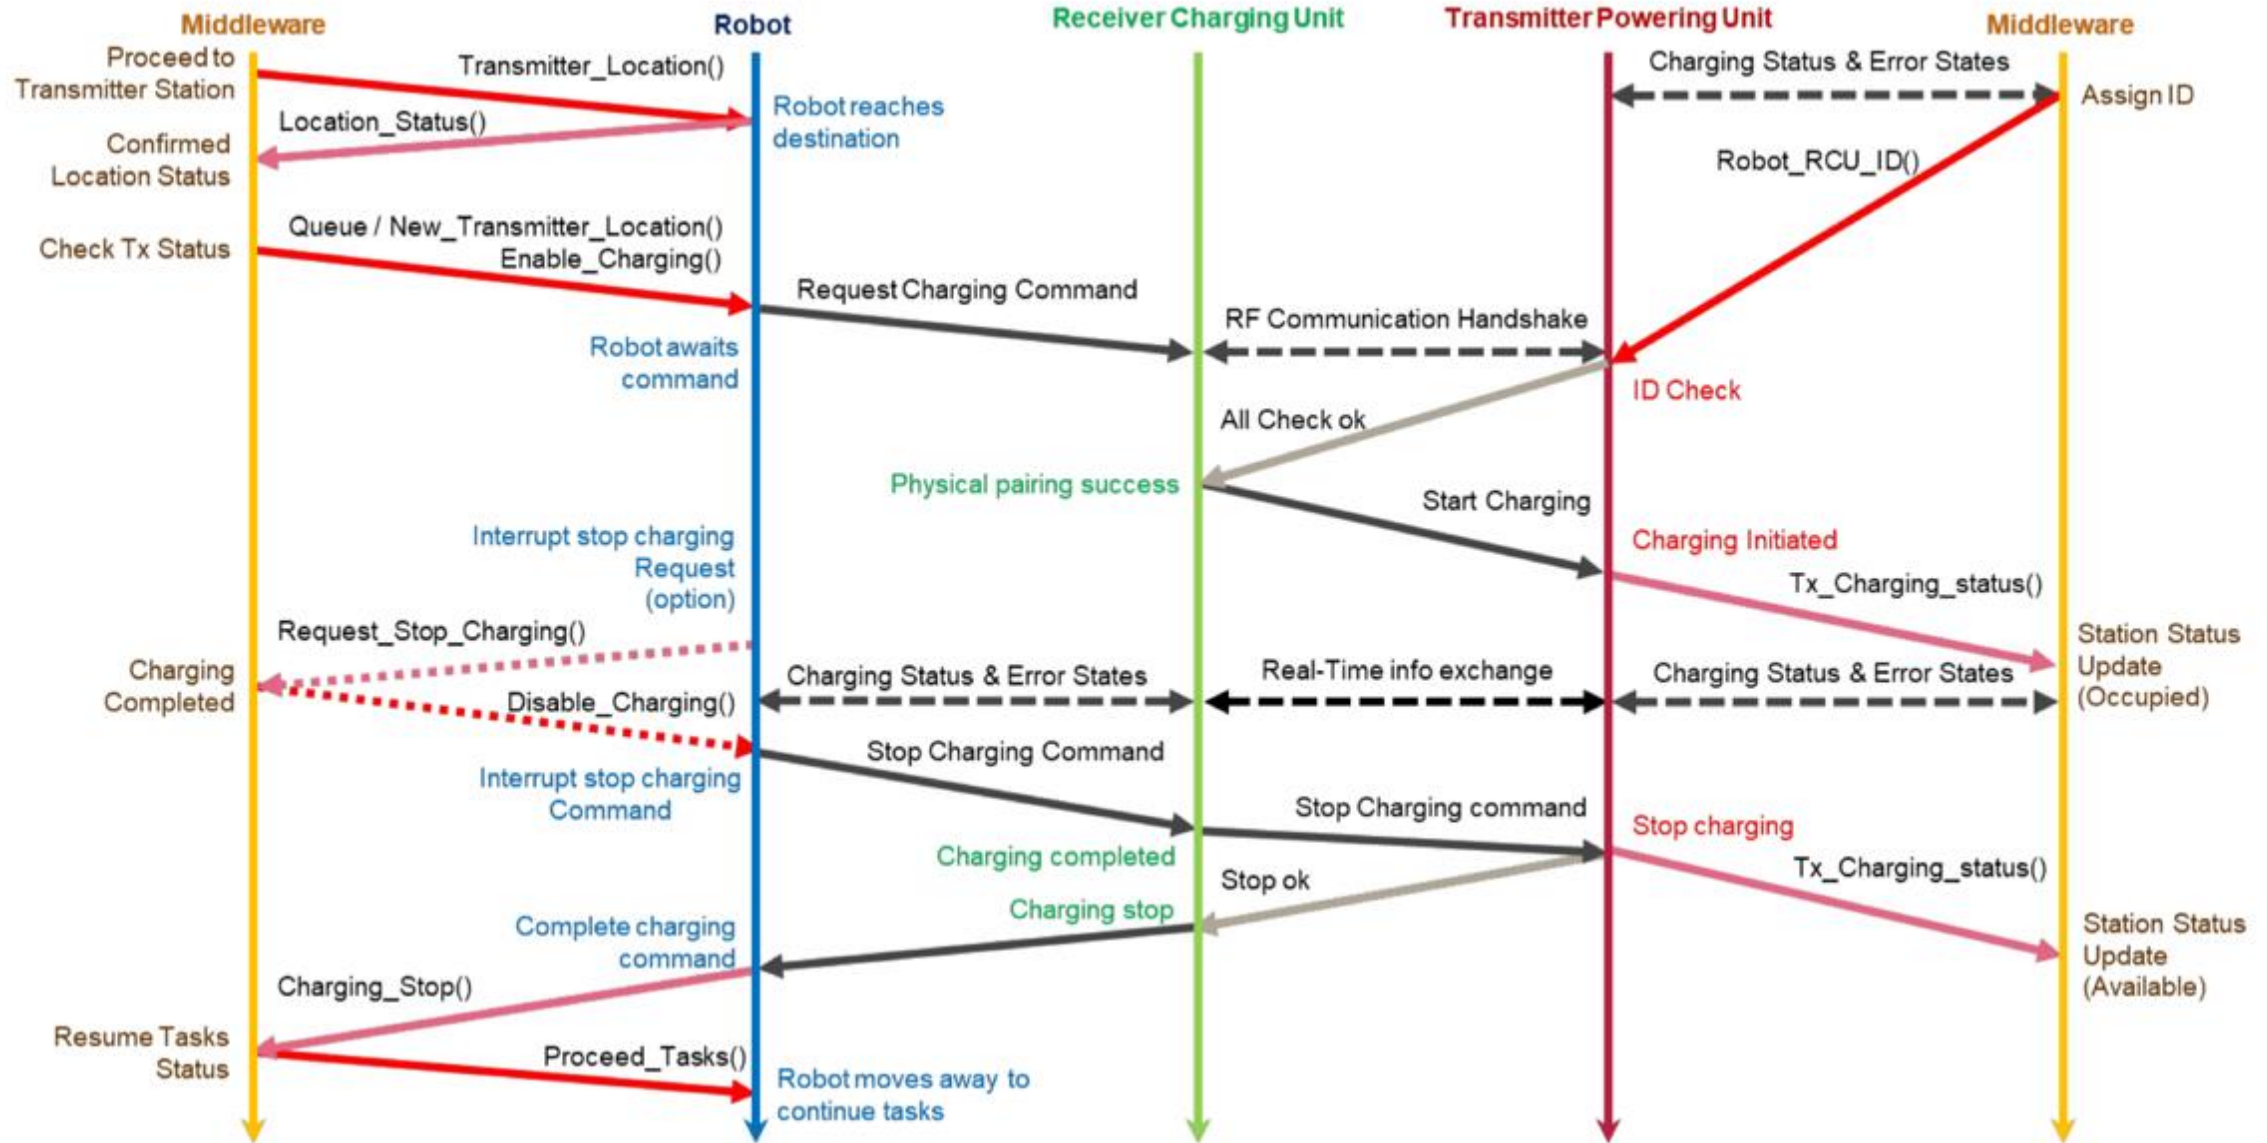 Middleware
Robot
Receiver Charging Unit
Transmitter Powering Unit
Middleware
Proceed to
Transmitter Station
Transmitter_Location()
Charging Status & Error States
Assign ID
Robot reaches
destination
Location_Status()
Confirmed
Location Status
Robot_RCU_ID()
Queue / New_Transmitter_Location()
Enable_Charging()
Check Tx Status
Request Charging Command
RF Communication Handshake
Robot awaits
command
ID Check
All Check ok
Physical pairing success
Start Charging
Interrupt stop charging
Request
(option)
Charging Initiated
Tx_Charging_status()
Request_Stop_Charging()
Station Status
Update
(Occupied)
Charging
Completed
Charging Status & Error States
Real-Time info exchange
Charging Status & Error States
Disable_Charging()
Stop Charging Command
Interrupt stop charging
Command
Stop Charging command
Stop charging
Charging completed
Tx_Charging_status()
Stop ok
Charging stop
Complete charging
command
Station Status
Update
(Available)
Charging_Stop()
Resume Tasks
Status
Proceed_Tasks()
Robot moves away to
continue tasks